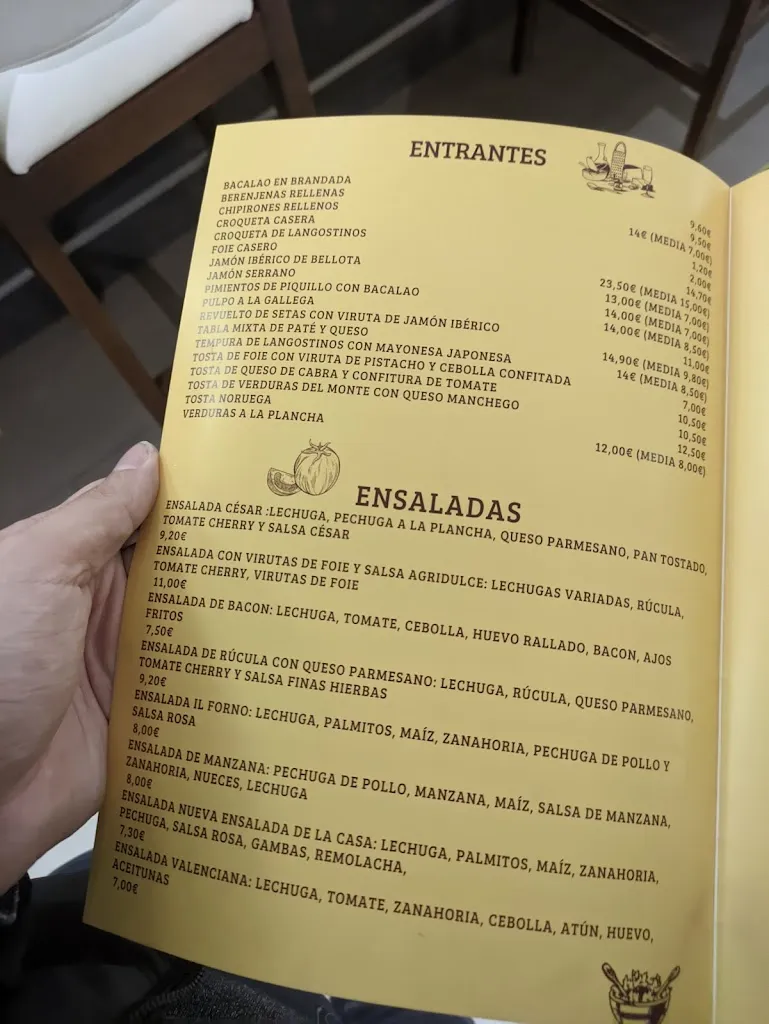 ENTRANTES
BACALAO EN BRANDADA 9,60€
BERENJENAS RELLENAS 9,50€
CHIPIRONES RELLENOS 14€ (MEDIA 7,00€)
CROQUETA CASERA 1,20€
CROQUETA DE LANGOSTINOS 2,00€
FOIE CASERO 14,70€
JAMÓN IBÉRICO DE BELLOTA 23,50€ (MEDIA 15,00€)
JAMÓN SERRANO 13,00€ (MEDIA 7,00€)
PIMIENTOS DE PIQUILLO CON BACALAO 14,00€ (MEDIA 7,00€)
PULPO A LA GALLEGA 14,00€ (MEDIA 8,50€)
REVUELTO DE SETAS CON VIRUTA DE JAMÓN IBÉRICO 11,00€
TABLA MIXTA DE PATÉ Y QUESO 14,90€ (MEDIA 9,80€)
TEMPURA DE LANGOSTINOS CON MAYONESA JAPONESA 14€ (MEDIA 8,50€)
TOSTA DE FOIE CON VIRUTA DE PISTACHO Y CEBOLLA CONFITADA 7,00€
TOSTA DE QUESO DE CABRA Y CONFITURA DE TOMATE 10,50€
TOSTA DE VERDURAS DEL MONTE CON QUESO MANCHEGO 10,50€
TOSTA NORUEGA 12,50€
VERDURAS A LA PLANCHA 12,00€ (MEDIA 8,00€)
ENSALADAS
ENSALADA CÉSAR :LECHUGA, PECHUGA A LA PLANCHA, QUESO PARMESANO, PAN TOSTADO,
TOMATE CHERRY Y SALSA CÉSAR
9,20€
ENSALADA CON VIRUTAS DE FOIE Y SALSA AGRIDULCE: LECHUGAS VARIADAS, RÚCULA,
TOMATE CHERRY, VIRUTAS DE FOIE
11,00€
ENSALADA DE BACON: LECHUGA, TOMATE, CEBOLLA, HUEVO RALLADO, BACON, AJOS
FRITOS
7,50€
ENSALADA DE RÚCULA CON QUESO PARMESANO: LECHUGA, RÚCULA, QUESO PARMESANO,
TOMATE CHERRY Y SALSA FINAS HIERBAS
9,20€
ENSALADA IL FORNO: LECHUGA, PALMITOS, MAÍZ, ZANAHORIA, PECHUGA DE POLLO Y
SALSA ROSA
8,00€
ENSALADA DE MANZANA: PECHUGA DE POLLO, MANZANA, MAÍZ, SALSA DE MANZANA,
ZANAHORIA, NUECES, LECHUGA
8,00€
ENSALADA NUEVA ENSALADA DE LA CASA: LECHUGA, PALMITOS, MAÍZ, ZANAHORIA,
PECHUGA, SALSA ROSA, GAMBAS, REMOLACHA,
7,30€
ENSALADA VALENCIANA: LECHUGA, TOMATE, ZANAHORIA, CEBOLLA, ATÚN, HUEVO,
ACEITUNAS
7,00€